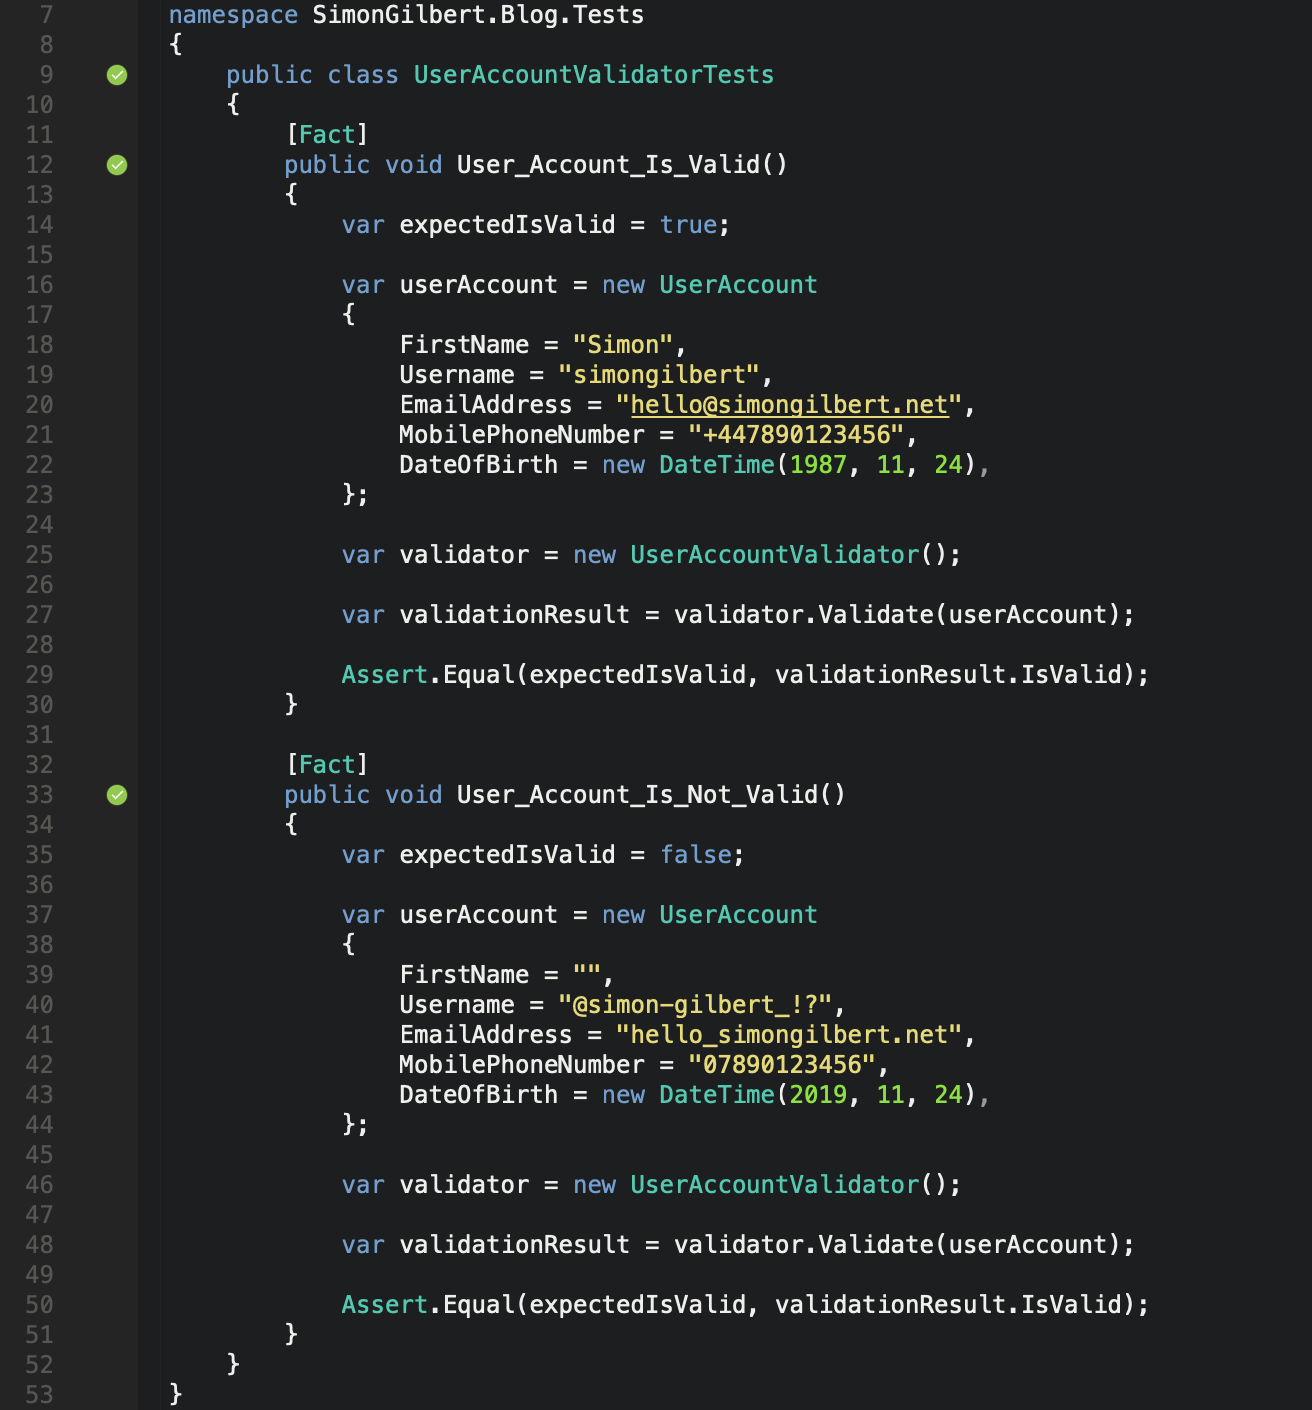 7 namespace SimonGilbert.Blog.Tests
8 {
9 public class UserAccountValidatorTests
10 {
11 [Fact]
12 public void User_Account_Is_Valid()
13 {
14 var expectedIsValid = true;
15
16 var userAccount = new UserAccount
17 {
18 FirstName = "Simon",
19 Username = "simongilbert",
20 EmailAddress = "hello@simongilbert.net",
21 MobilePhoneNumber = "+447890123456",
22 DateOfBirth = new DateTime(1987, 11, 24),
23 };
24
25 var validator = new UserAccountValidator();
26
27 var validationResult = validator.Validate(userAccount);
28
29 Assert.Equal(expectedIsValid, validationResult.IsValid);
30 }
31
32 [Fact]
33 public void User_Account_Is_Not_Valid()
34 {
35 var expectedIsValid = false;
36
37 var userAccount = new UserAccount
38 {
39 FirstName = "",
40 Username = "@simon-gilbert_!?",
41 EmailAddress = "hello_simongilbert.net",
42 MobilePhoneNumber = "07890123456",
43 DateOfBirth = new DateTime(2019, 11, 24),
44 };
45
46 var validator = new UserAccountValidator();
47
48 var validationResult = validator.Validate(userAccount);
49
50 Assert.Equal(expectedIsValid, validationResult.IsValid);
51 }
52 }
53 }